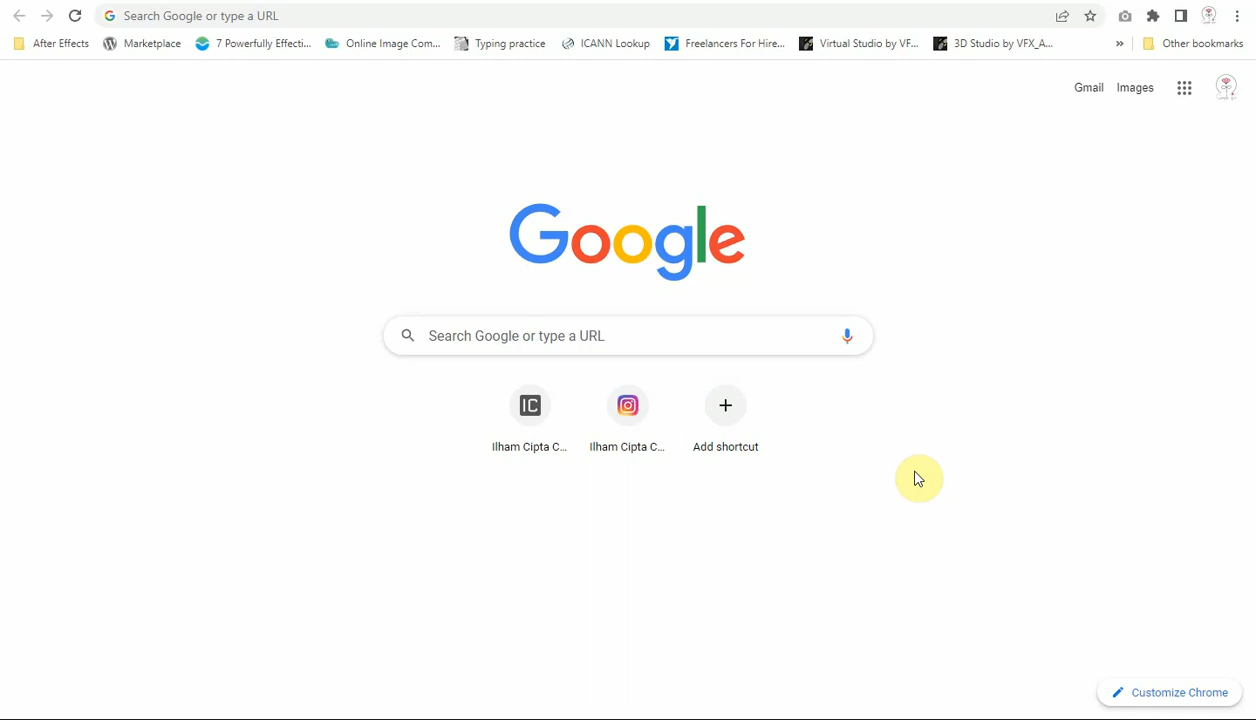 Search Google or type a URL
After Effects Marketplace 7 Powerfully Effecti... Online Image Com... Typing practice ICANN Lookup Freelancers For Hire... Virtual Studio by VF... 3D Studio by VFX_A... » Other bookmarks
Gmail Images
Google
Search Google or type a URL
IC
Ilham Cipta C... Ilham Cipta C... Add shortcut
Customize Chrome